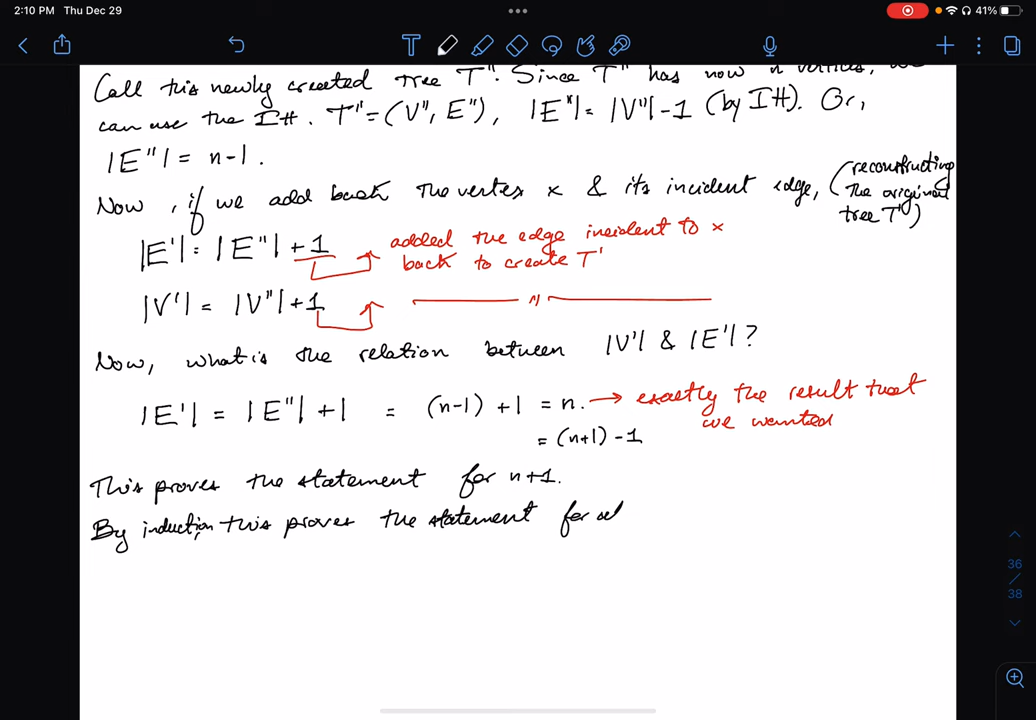 2:10 PM Thu Dec 29
41%
Call this newly created tree T". Since T" has now n vertices, we
can use the IH. T" = (V", E"), |E"| = |V"| - 1 (by IH). Or,
|E"| = n-1.
Now, if we add back the vertex x & its incident edge, (reconstructing
the original
tree T')
|E'| = |E"| + 1 → added the edge incident to x
back to create T'
|V'| = |V"| + 1 → — " —
Now, what is the relation between |V'| & |E'|?
|E'| = |E"| + 1 = (n-1) + 1 = n. → exactly the result that
we wanted
= (n+1) - 1
This proves the statement for n+1.
By induction, this proves the statement for al
36
/
38